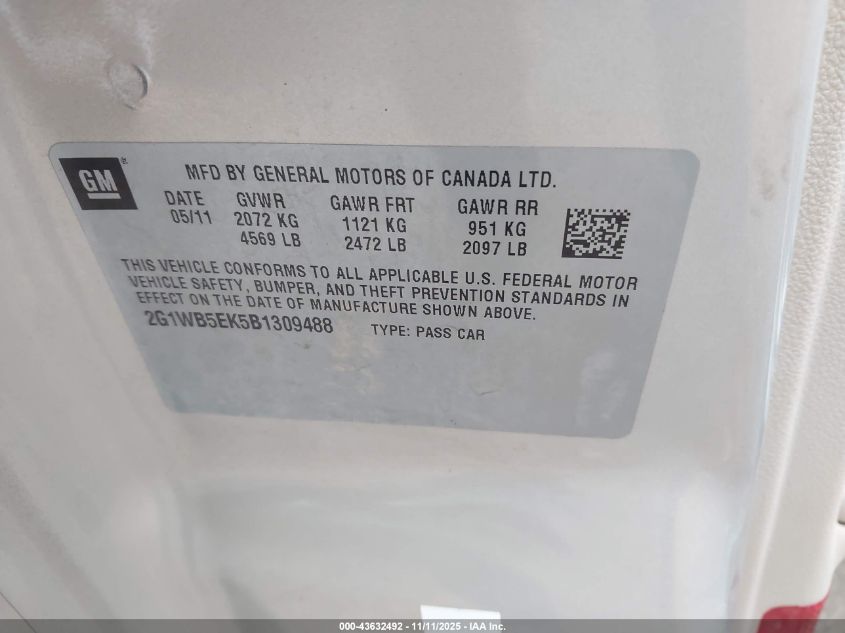 GM
MFD BY GENERAL MOTORS OF CANADA LTD.
DATE GVWR GAWR FRT GAWR RR
05/11 2072 KG 1121 KG 951 KG
4569 LB 2472 LB 2097 LB
THIS VEHICLE CONFORMS TO ALL APPLICABLE U.S. FEDERAL MOTOR
VEHICLE SAFETY, BUMPER, AND THEFT PREVENTION STANDARDS IN
EFFECT ON THE DATE OF MANUFACTURE SHOWN ABOVE.
2G1WB5EK5B1309488 TYPE: PASS CAR
000-43632492 - 11/11/2025 - IAA Inc.